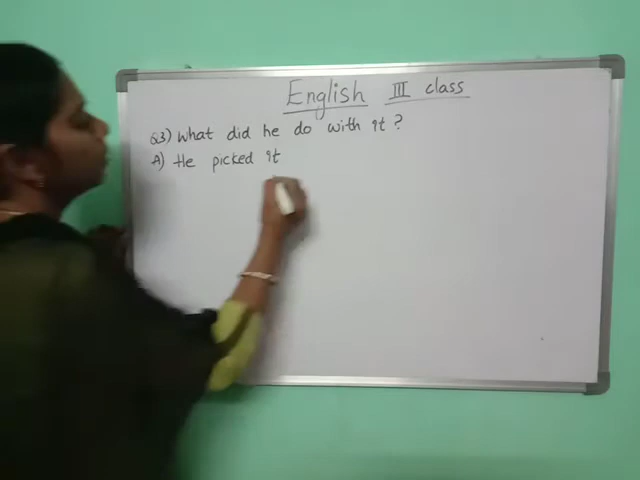 English III class
Q3) What did he do with it?
A) He picked it